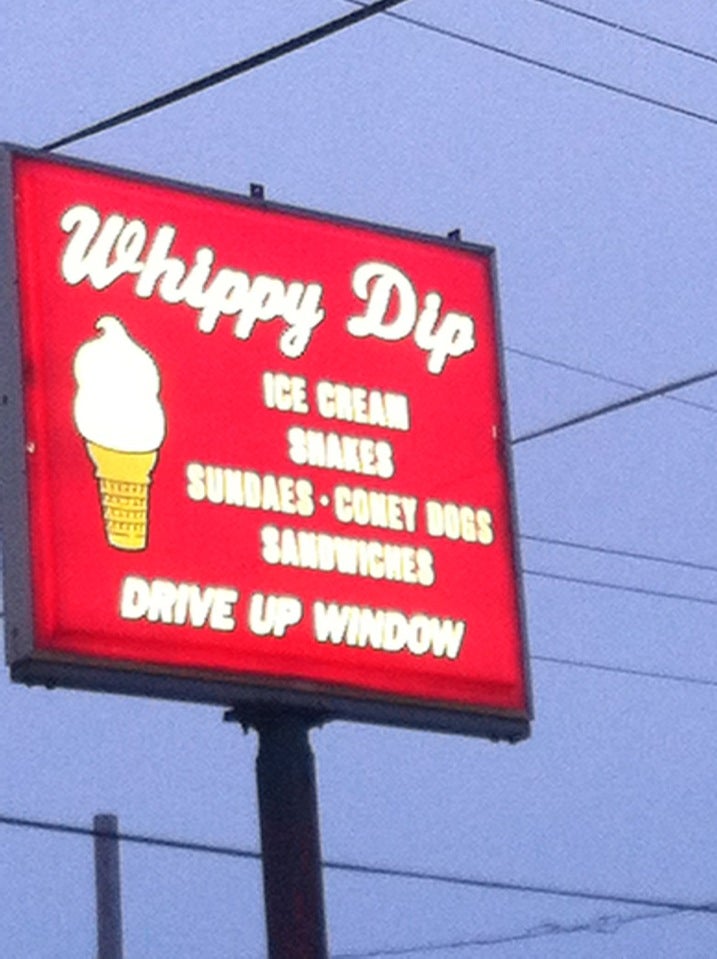 Whippy Dip
ICE CREAM
SHAKES
SUNDAES · CONEY DOGS
SANDWICHES
DRIVE UP WINDOW